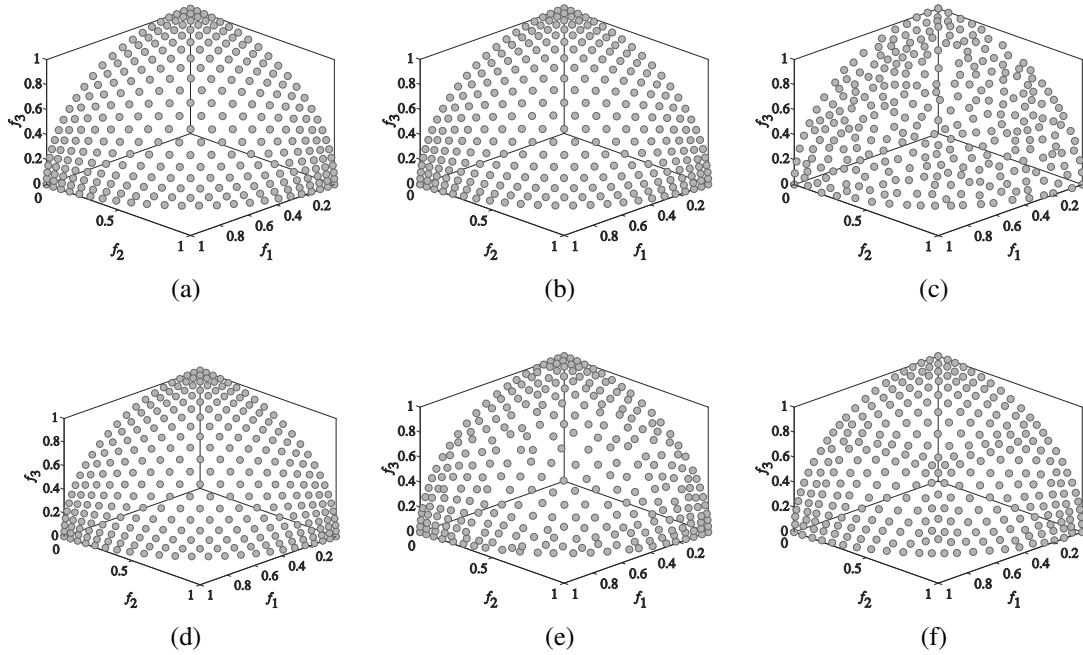 1 1 1
0.8 0.8 0.8
f3 0.6 f3 0.6 f3 0.6
0.4 0.4 0.4
0.2 0.2 0.2
0 0 0
0 0.2 0 0.2 0 0.2
0.5 0.4 0.5 0.4 0.5 0.4
0.6 0.6 0.6
0.8 0.8 0.8
f2 1 1 f1 f2 1 1 f1 f2 1 1 f1
(a) (b) (c)
1 1 1
0.8 0.8 0.8
f3 0.6 f3 0.6 f3 0.6
0.4 0.4 0.4
0.2 0.2 0.2
0 0 0
0 0.2 0 0.2 0 0.2
0.5 0.4 0.5 0.4 0.5 0.4
0.6 0.6 0.6
0.8 0.8 0.8
f2 1 1 f1 f2 1 1 f1 f2 1 1 f1
(d) (e) (f)